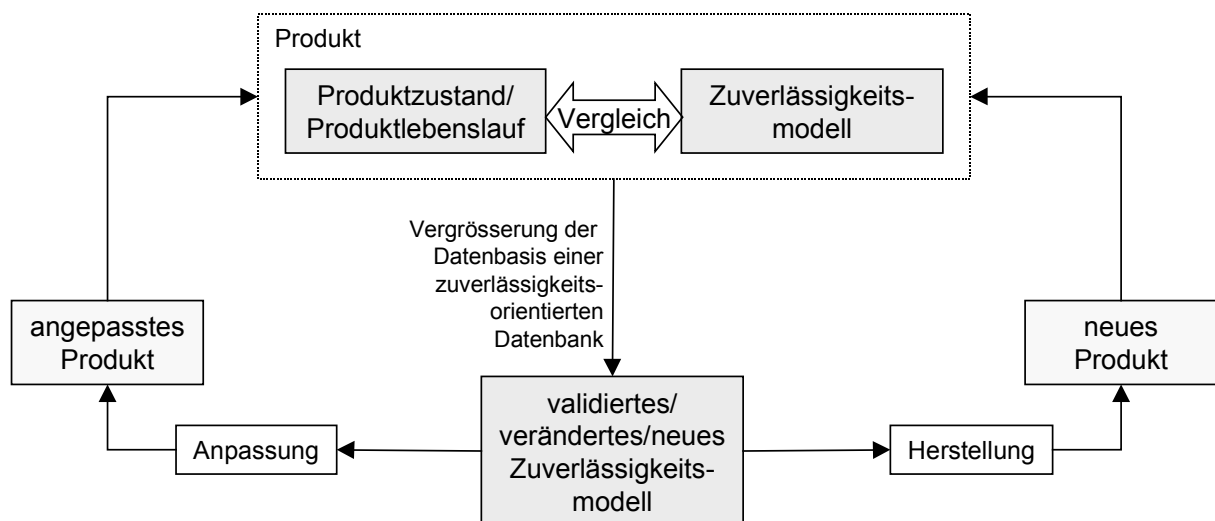 Produkt
Produktzustand/
Produktlebenslauf
Vergleich
Zuverlässigkeits-
modell
Vergrösserung der
Datenbasis einer
zuverlässigkeits-
orientierten
Datenbank
angepasstes
Produkt
neues
Produkt
validiertes/
verändertes/neues
Zuverlässigkeits-
modell
Anpassung
Herstellung